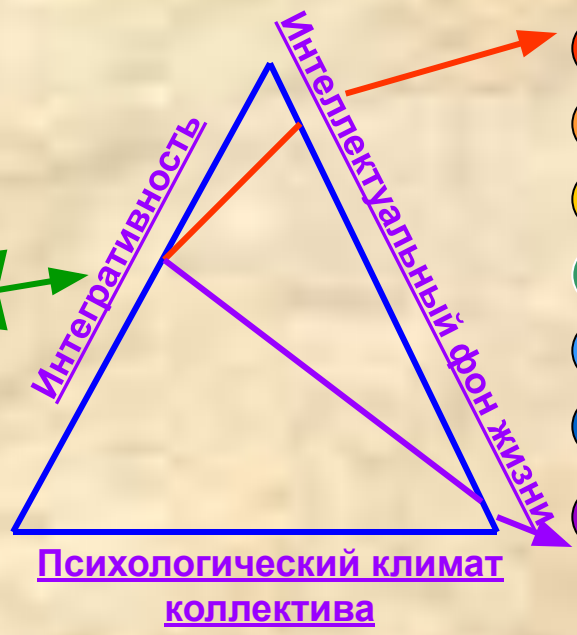 Интегративность
Интеллектуальный фон жизни
Психологический климат
коллектива